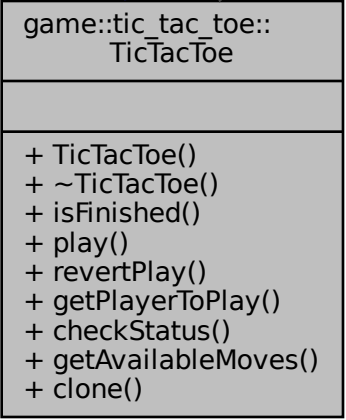 game::tic_tac_toe::
TicTacToe
+ TicTacToe()
+ ~TicTacToe()
+ isFinished()
+ play()
+ revertPlay()
+ getPlayerToPlay()
+ checkStatus()
+ getAvailableMoves()
+ clone()